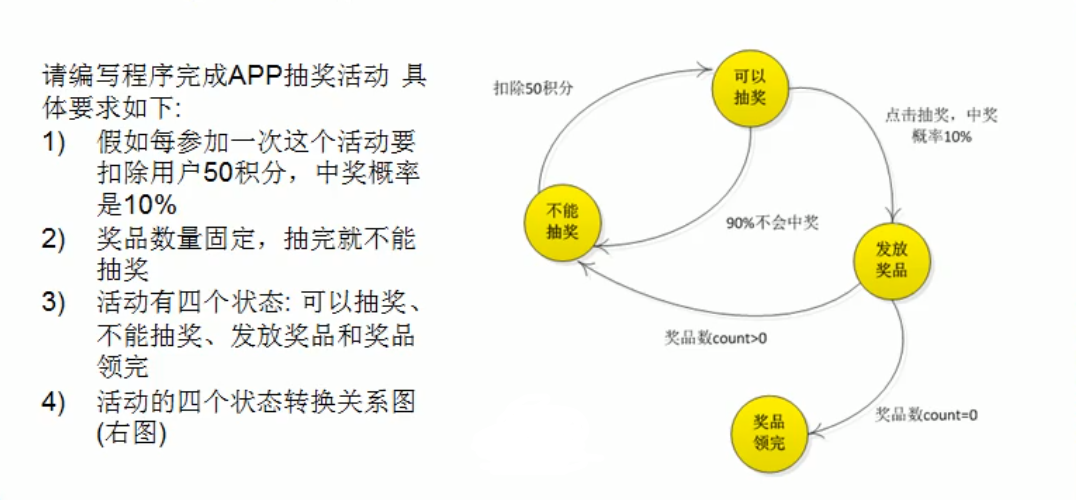 请编写程序完成APP抽奖活动 具
体要求如下:
1) 假如每参加一次这个活动要
扣除用户50积分，中奖概率
是10%
2) 奖品数量固定，抽完就不能
抽奖
3) 活动有四个状态: 可以抽奖、
不能抽奖、发放奖品和奖品
领完
4) 活动的四个状态转换关系图
(右图)
扣除50积分
可以
抽奖
点击抽奖，中奖
概率10%
不能
抽奖
90%不会中奖
发放
奖品
奖品数count>0
奖品
领完
奖品数count=0